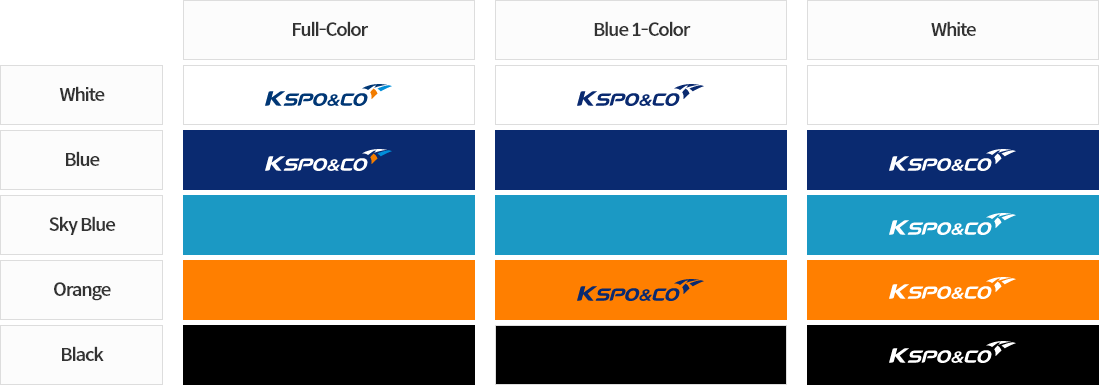 Full-Color
Blue 1-Color
White
White
KSPO&CO
KSPO&CO
Blue
KSPO&CO
KSPO&CO
Sky Blue
KSPO&CO
Orange
KSPO&CO
KSPO&CO
Black
KSPO&CO